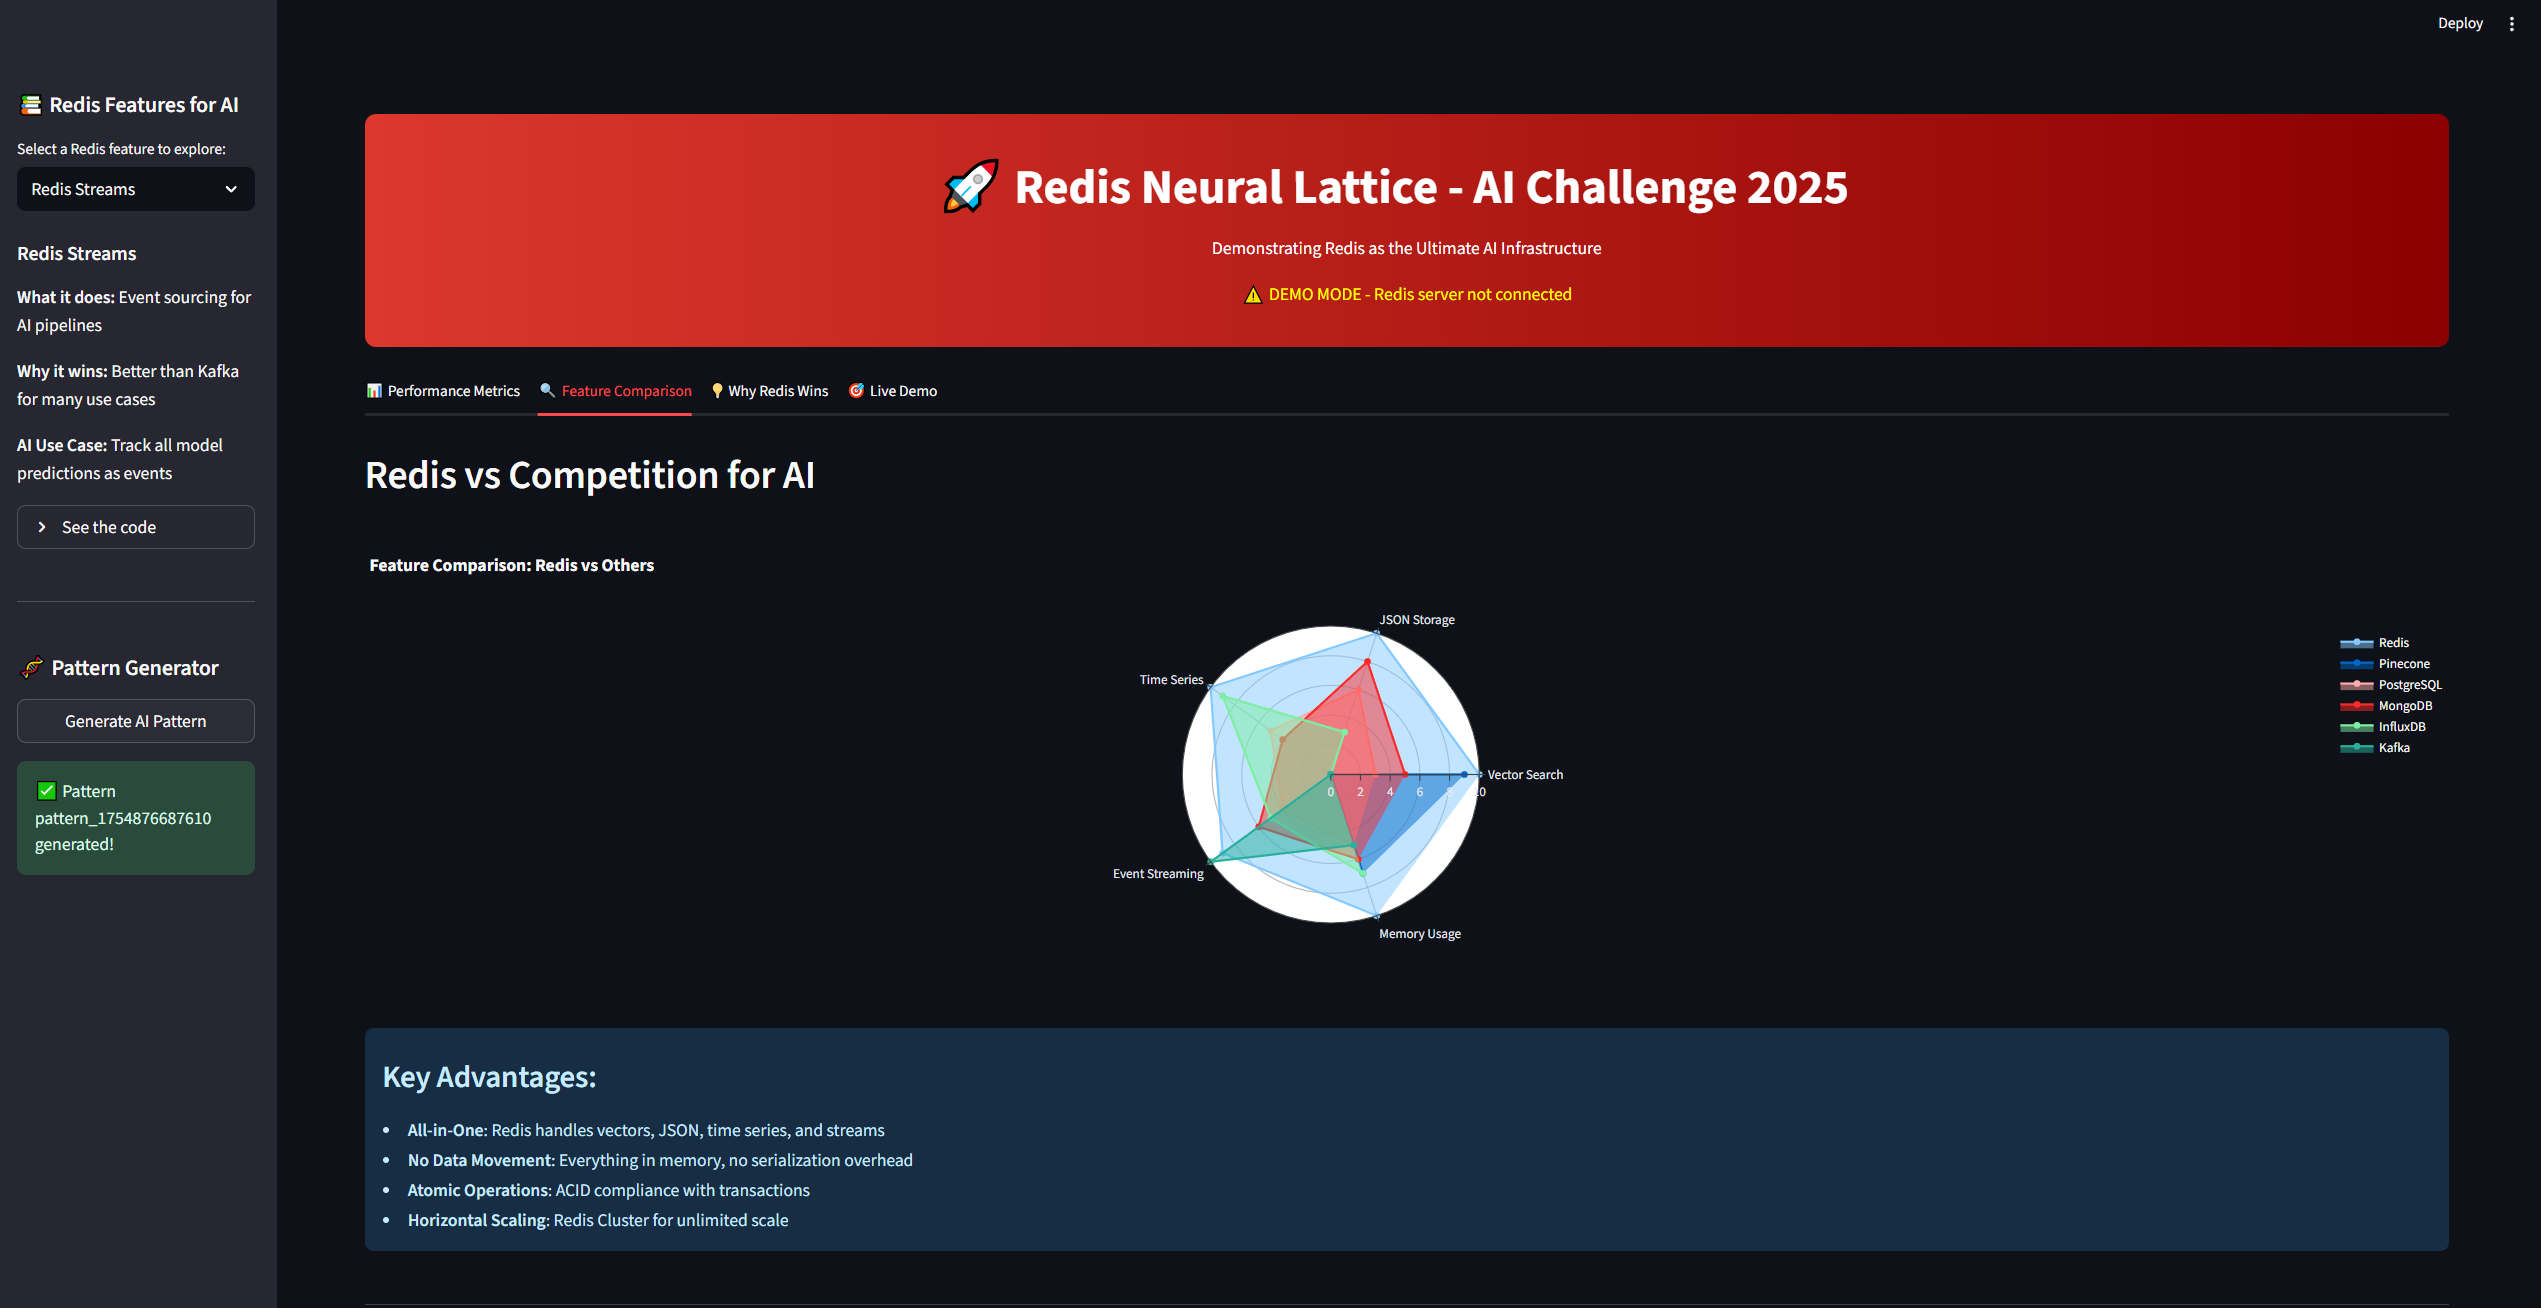 Deploy
Redis Features for AI
Select a Redis feature to explore:
Redis Streams
Redis Streams
What it does: Event sourcing for
AI pipelines
Why it wins: Better than Kafka
for many use cases
AI Use Case: Track all model
predictions as events
See the code
Pattern Generator
Generate AI Pattern
Pattern
pattern_1754876687610
generated!
Redis Neural Lattice - AI Challenge 2025
Demonstrating Redis as the Ultimate AI Infrastructure
DEMO MODE - Redis server not connected
Performance Metrics
Feature Comparison
Why Redis Wins
Live Demo
Redis vs Competition for AI
Feature Comparison: Redis vs Others
JSON Storage
Time Series
Vector Search
0 2 4 6 8 10
Event Streaming
Memory Usage
Redis
Pinecone
PostgreSQL
MongoDB
InfluxDB
Kafka
Key Advantages:
All-in-One: Redis handles vectors, JSON, time series, and streams
No Data Movement: Everything in memory, no serialization overhead
Atomic Operations: ACID compliance with transactions
Horizontal Scaling: Redis Cluster for unlimited scale